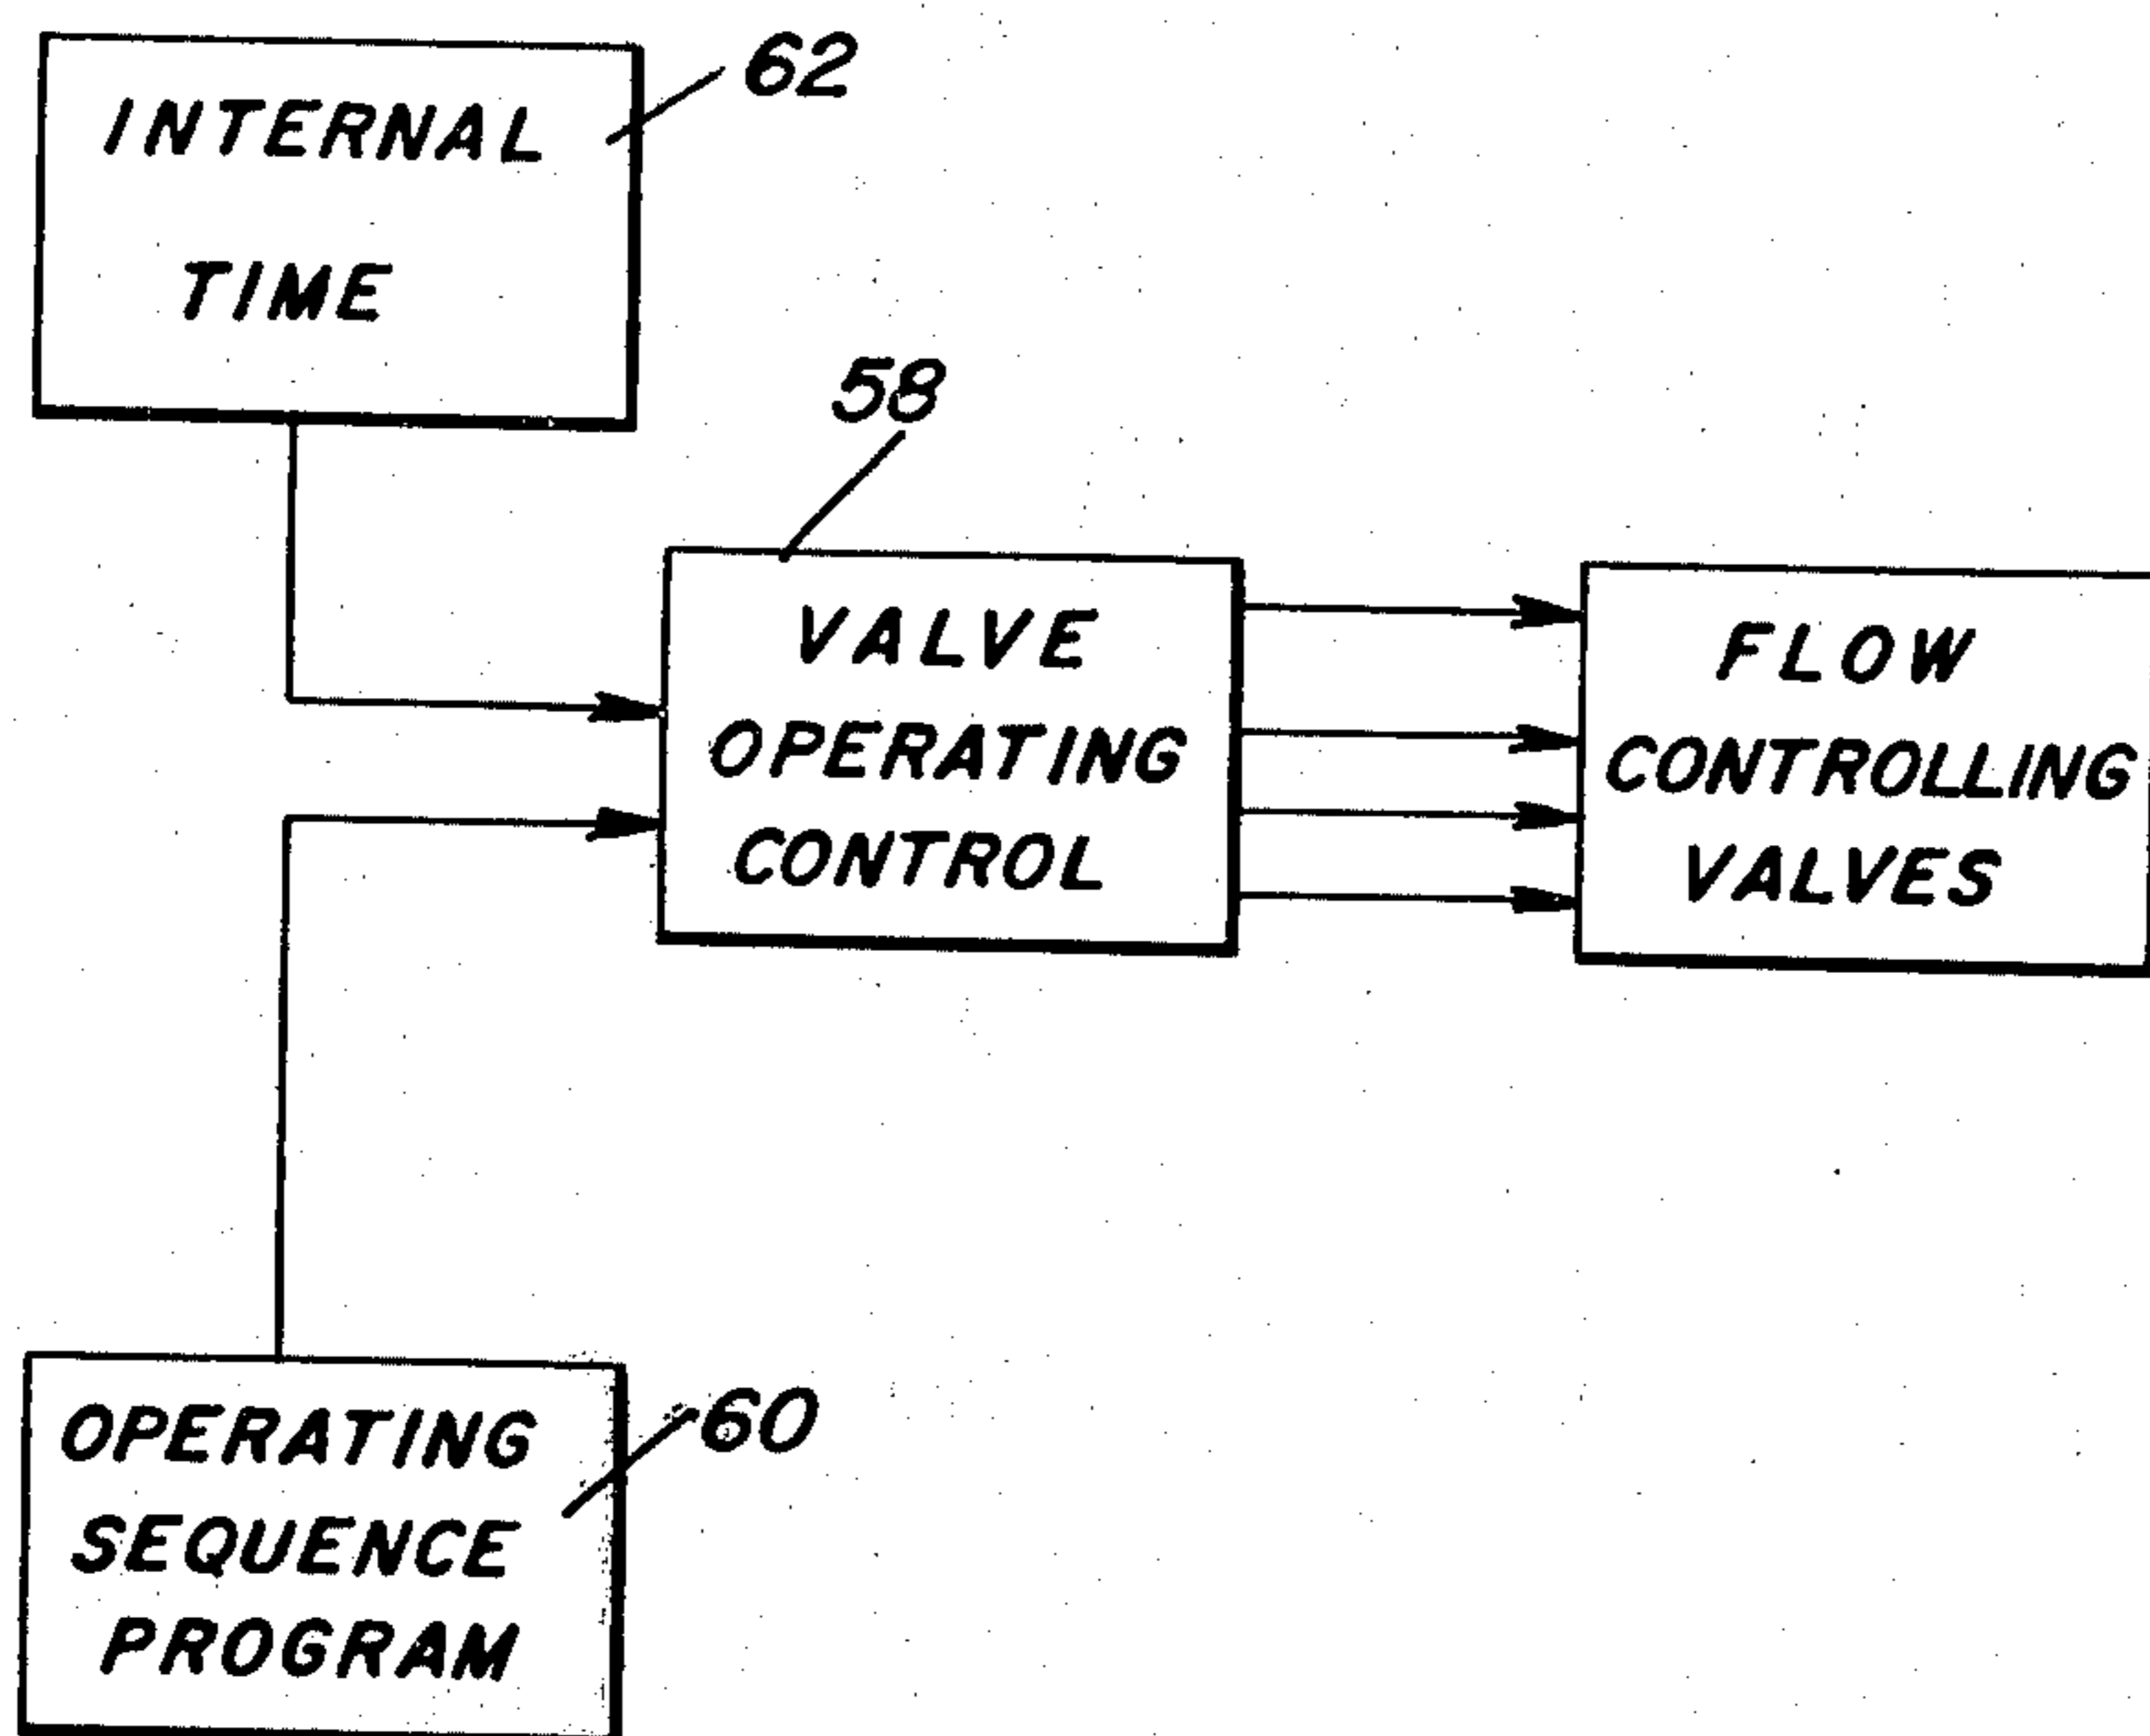 INTERNAL
TIME
62
58
VALVE
OPERATING
CONTROL
FLOW
CONTROLLING
VALVES
OPERATING
SEQUENCE
PROGRAM
60